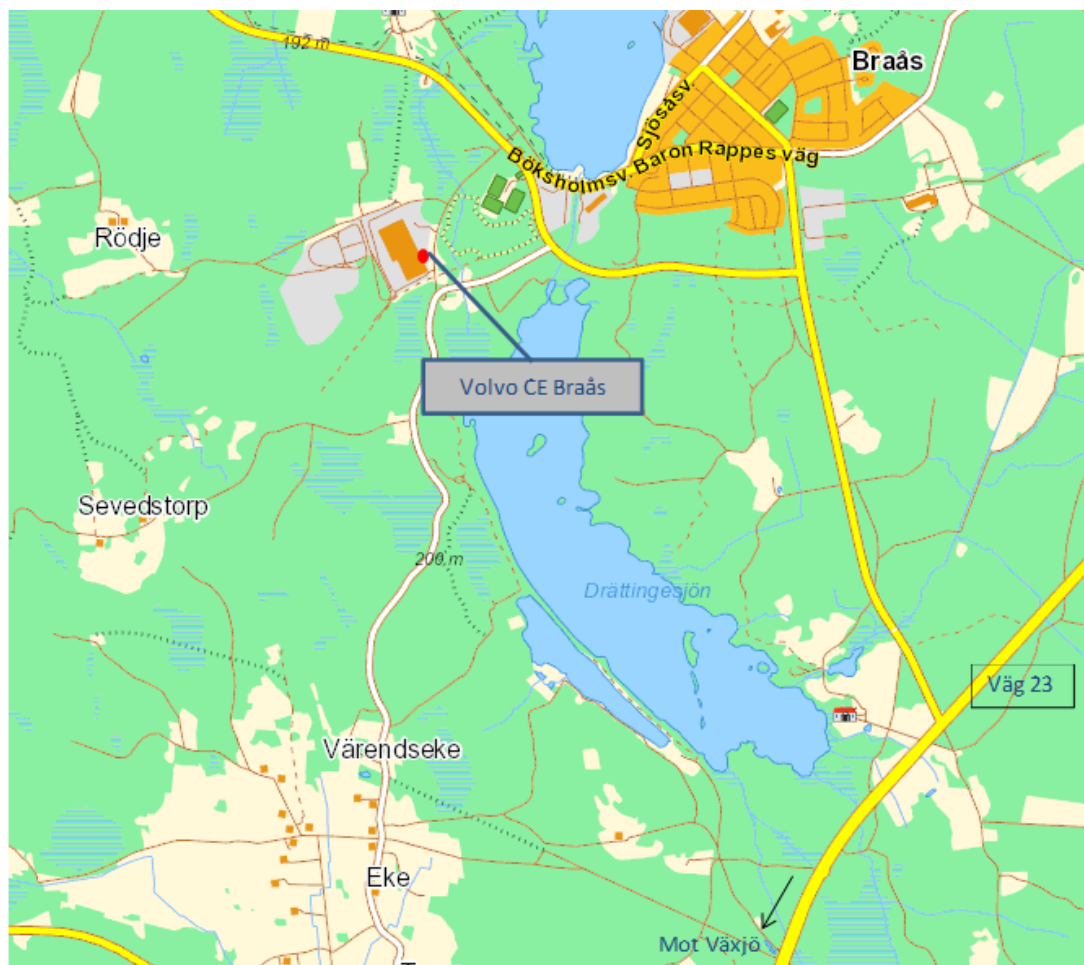 192 m
Braås
Sjösåsv.
Böksholmsv.
Baron Rappes väg
Rödje
Volvo CE Braås
Sevedstorp
200 m
Drättingesjön
Väg 23
Värendseke
Eke
Mot Växjö